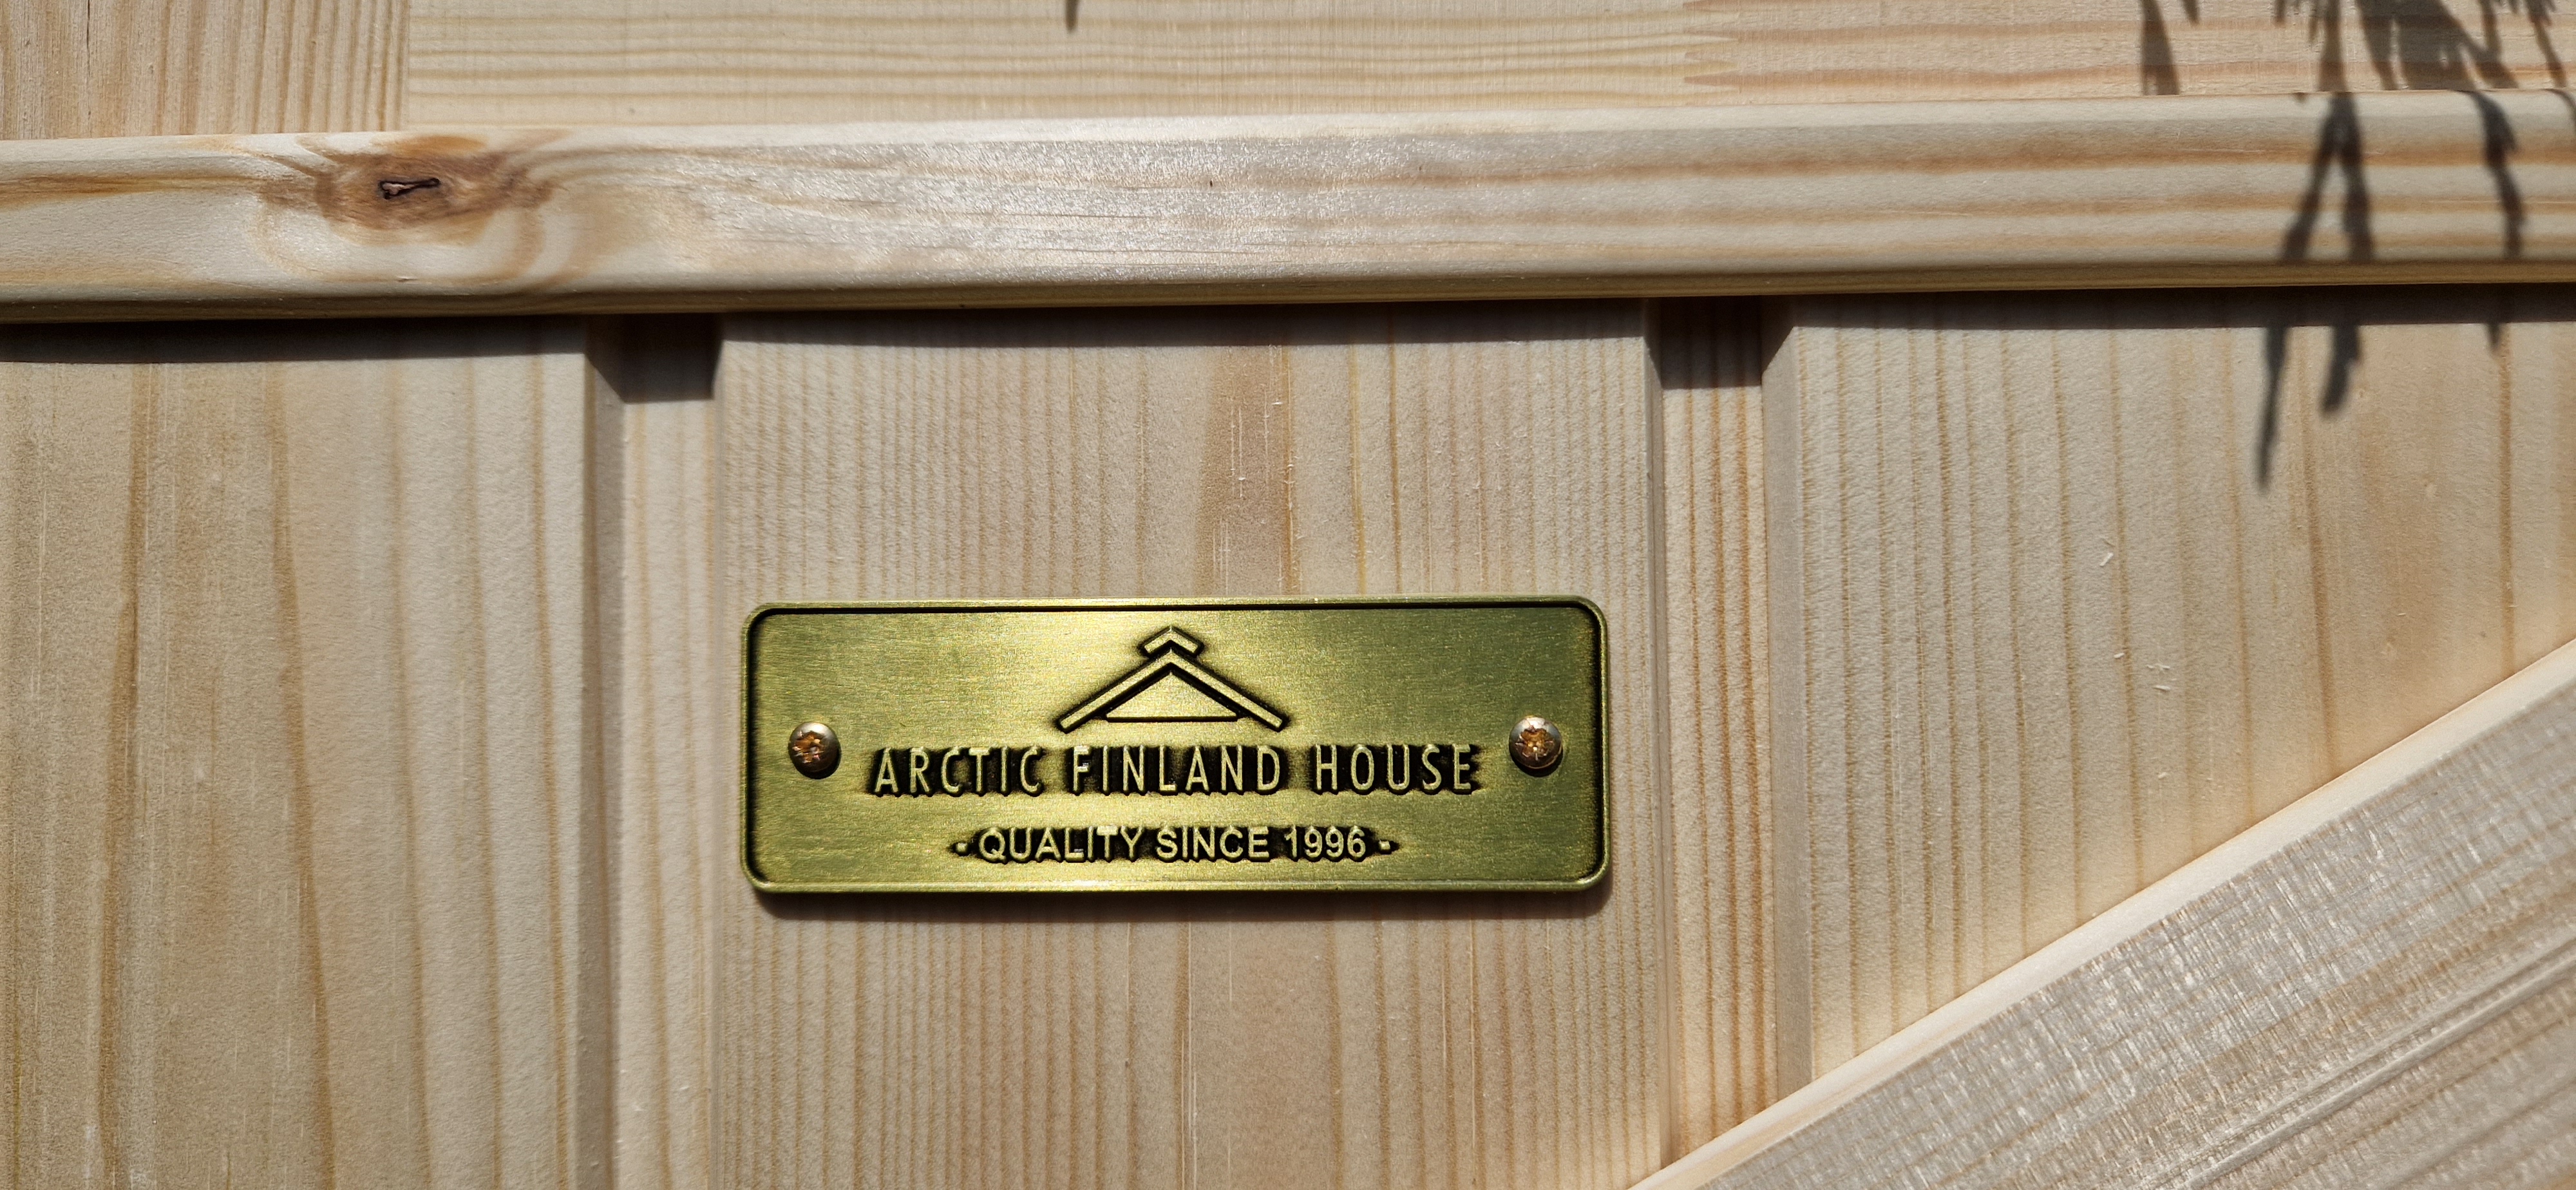 ARCTIC FINLAND HOUSE
· QUALITY SINCE 1996 ·